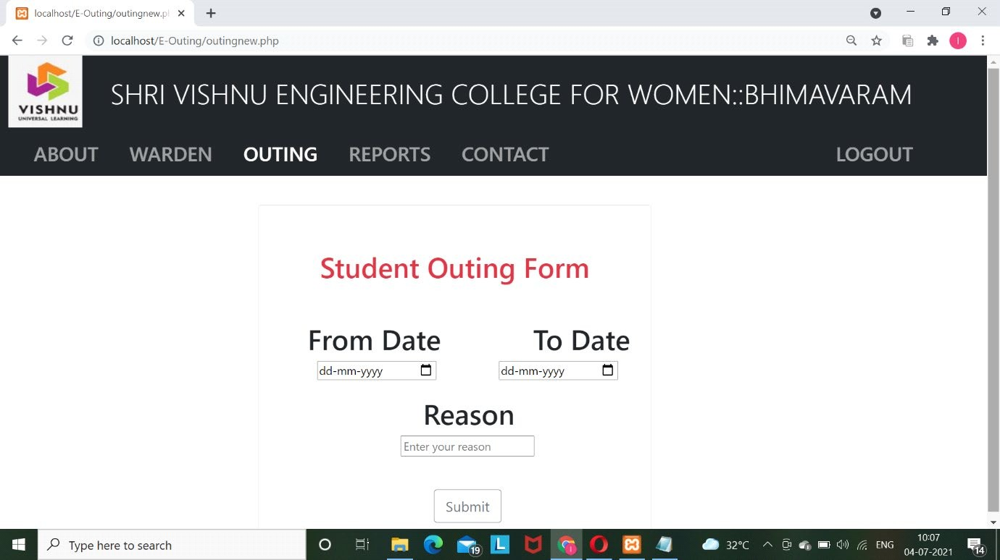 localhost/E-Outing/outingnew.p
localhost/E-Outing/outingnew.php
I
VISHNU
UNIVERSAL LEARNING
SHRI VISHNU ENGINEERING COLLEGE FOR WOMEN::BHIMAVARAM
ABOUT WARDEN OUTING REPORTS CONTACT LOGOUT
Student Outing Form
From Date To Date
dd-mm-yyyy dd-mm-yyyy
Reason
Enter your reason
Submit
Type here to search
19
L
I
32°C
ENG
10:07
04-07-2021
14